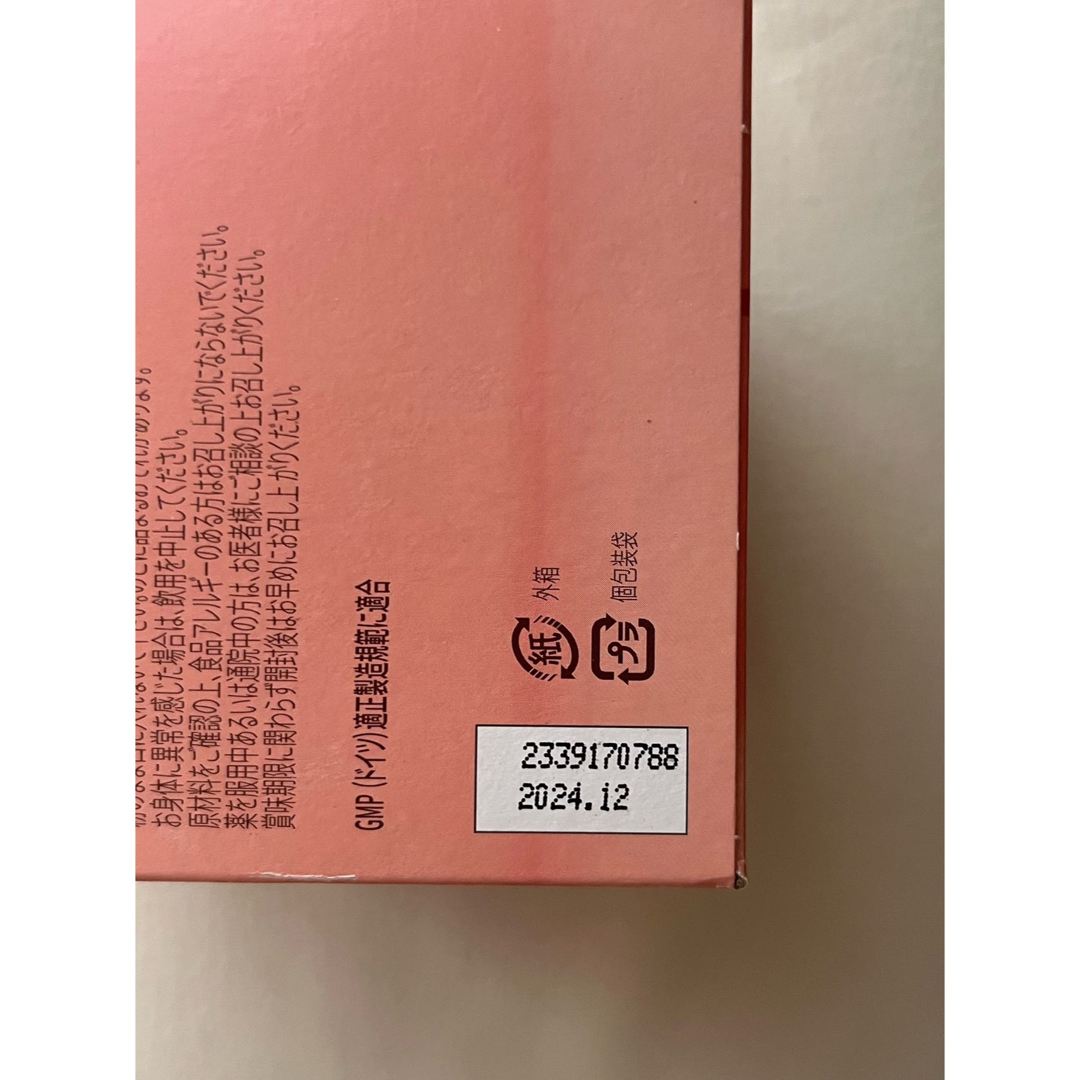 お身体に異常を感じた場合は、飲用を中止してください。
原材料をご確認の上、食品アレルギーのある方はお召し上がりにならないでください。
薬を服用中あるいは通院中の方は、お医者様にご相談の上お召し上がりください。
賞味期限に関わらず開封後はお早めにお召し上がりください。
GMP (ドイツ) 適正製造規範に適合
紙 外箱
プラ 個包装袋
2339170788
2024.12